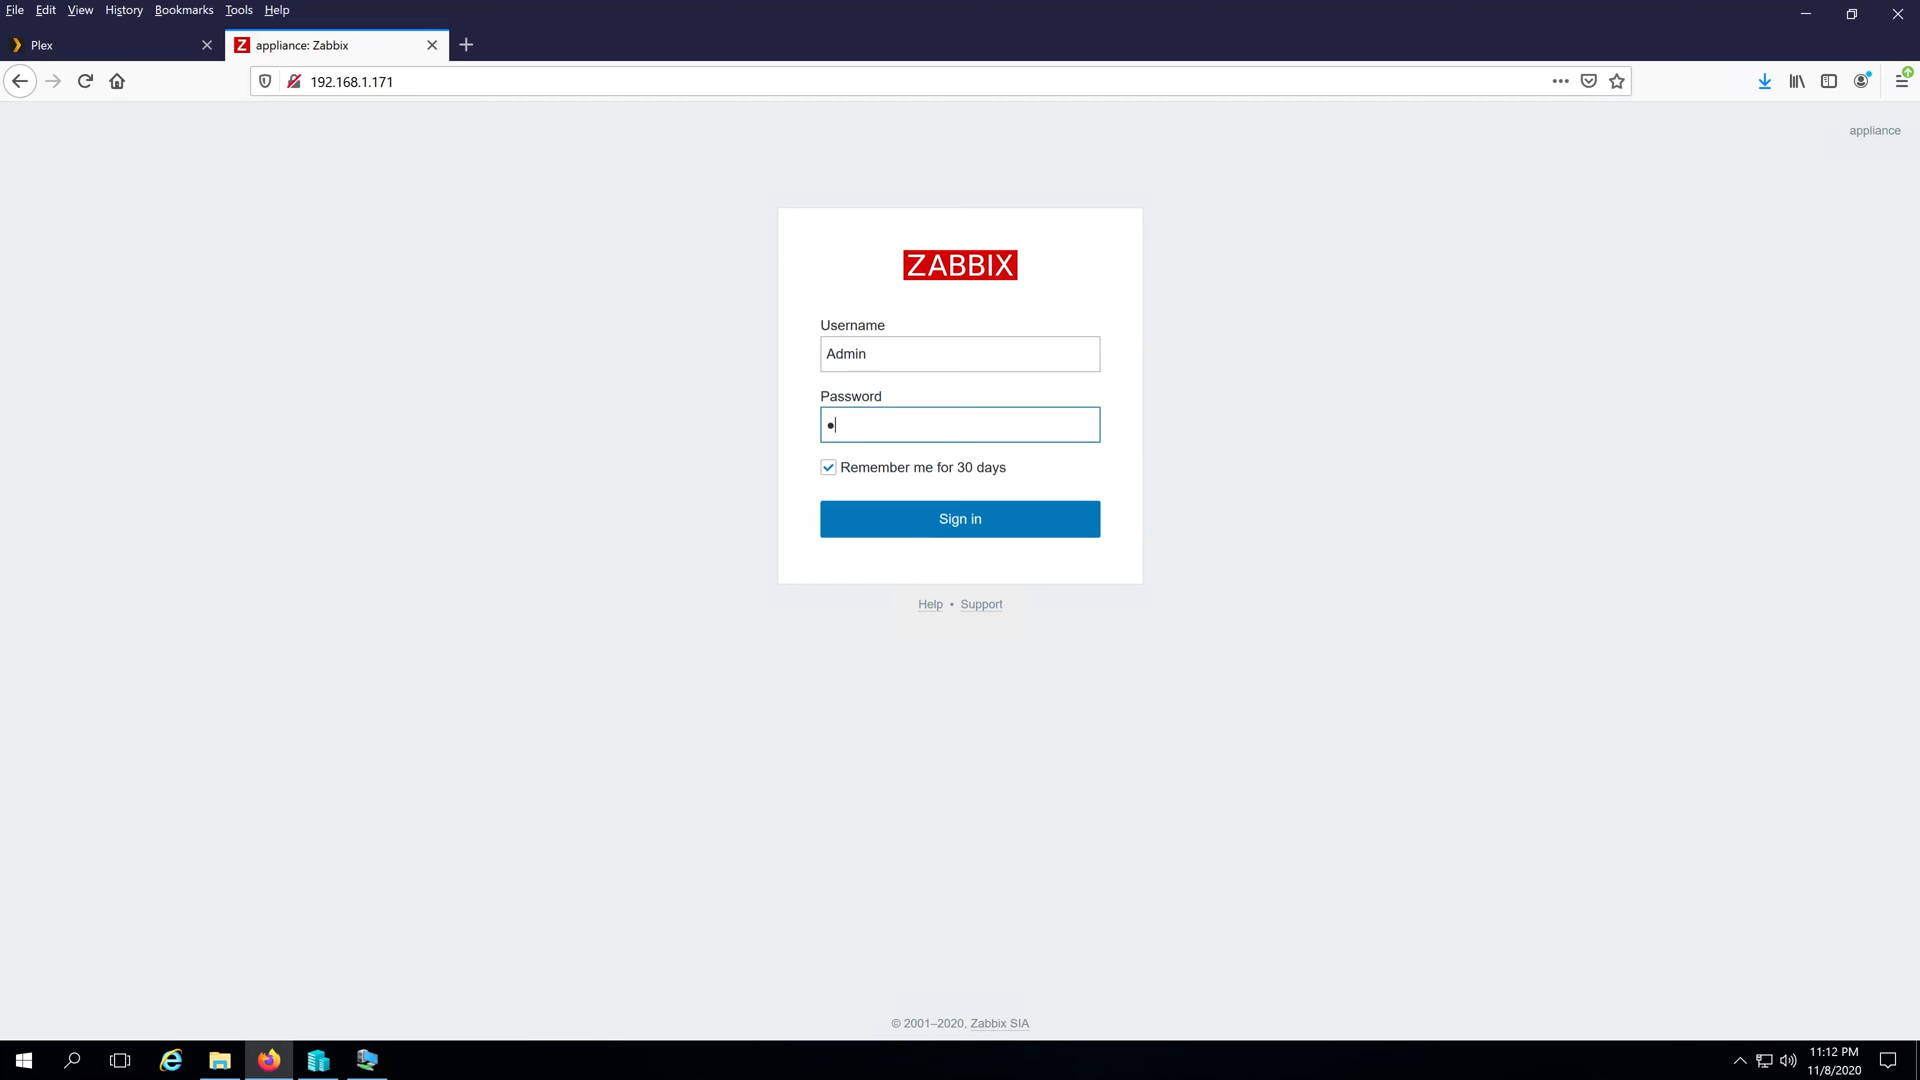 File Edit View History Bookmarks Tools Help
Plex
Z appliance: Zabbix
192.168.1.171
appliance
ZABBIX
Username
Admin
Password
Remember me for 30 days
Sign in
Help • Support
© 2001–2020, Zabbix SIA
11:12 PM
11/8/2020